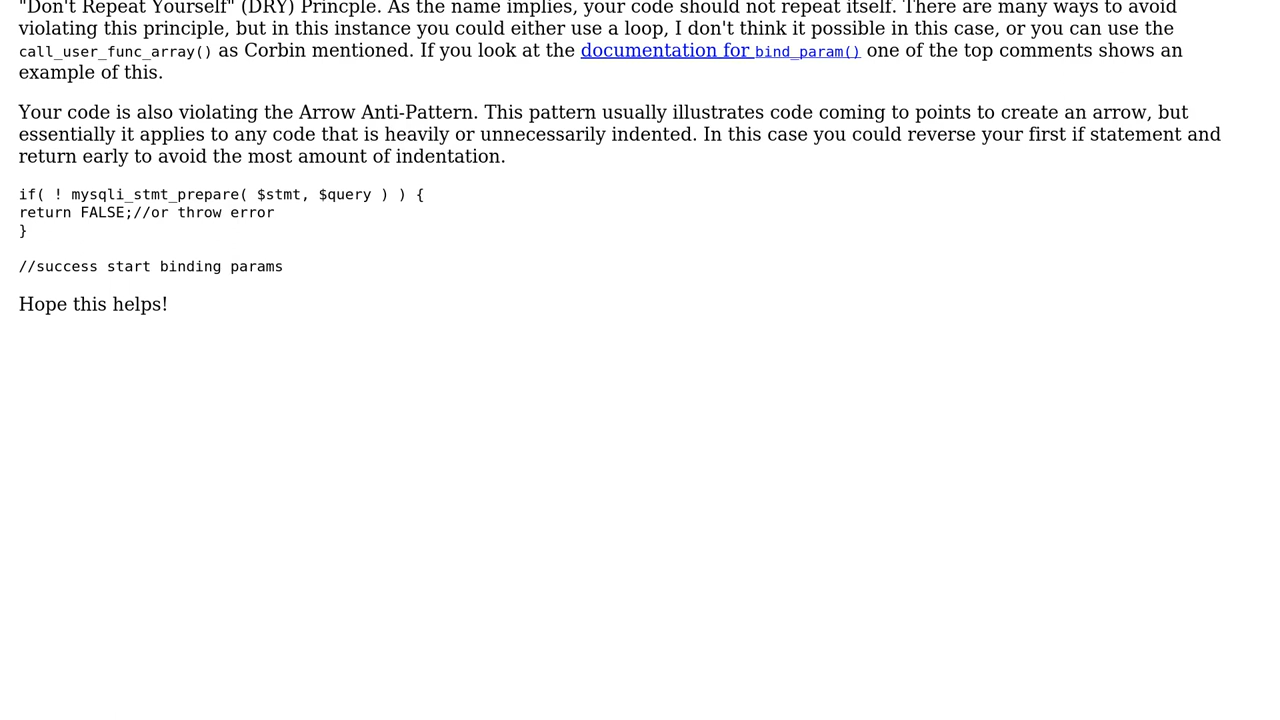 "Don't Repeat Yourself" (DRY) Princple. As the name implies, your code should not repeat itself. There are many ways to avoid
violating this principle, but in this instance you could either use a loop, I don't think it possible in this case, or you can use the
call_user_func_array() as Corbin mentioned. If you look at the documentation for bind_param() one of the top comments shows an
example of this.
Your code is also violating the Arrow Anti-Pattern. This pattern usually illustrates code coming to points to create an arrow, but
essentially it applies to any code that is heavily or unnecessarily indented. In this case you could reverse your first if statement and
return early to avoid the most amount of indentation.
if( ! mysqli_stmt_prepare( $stmt, $query ) ) {
return FALSE;//or throw error
}
//success start binding params
Hope this helps!